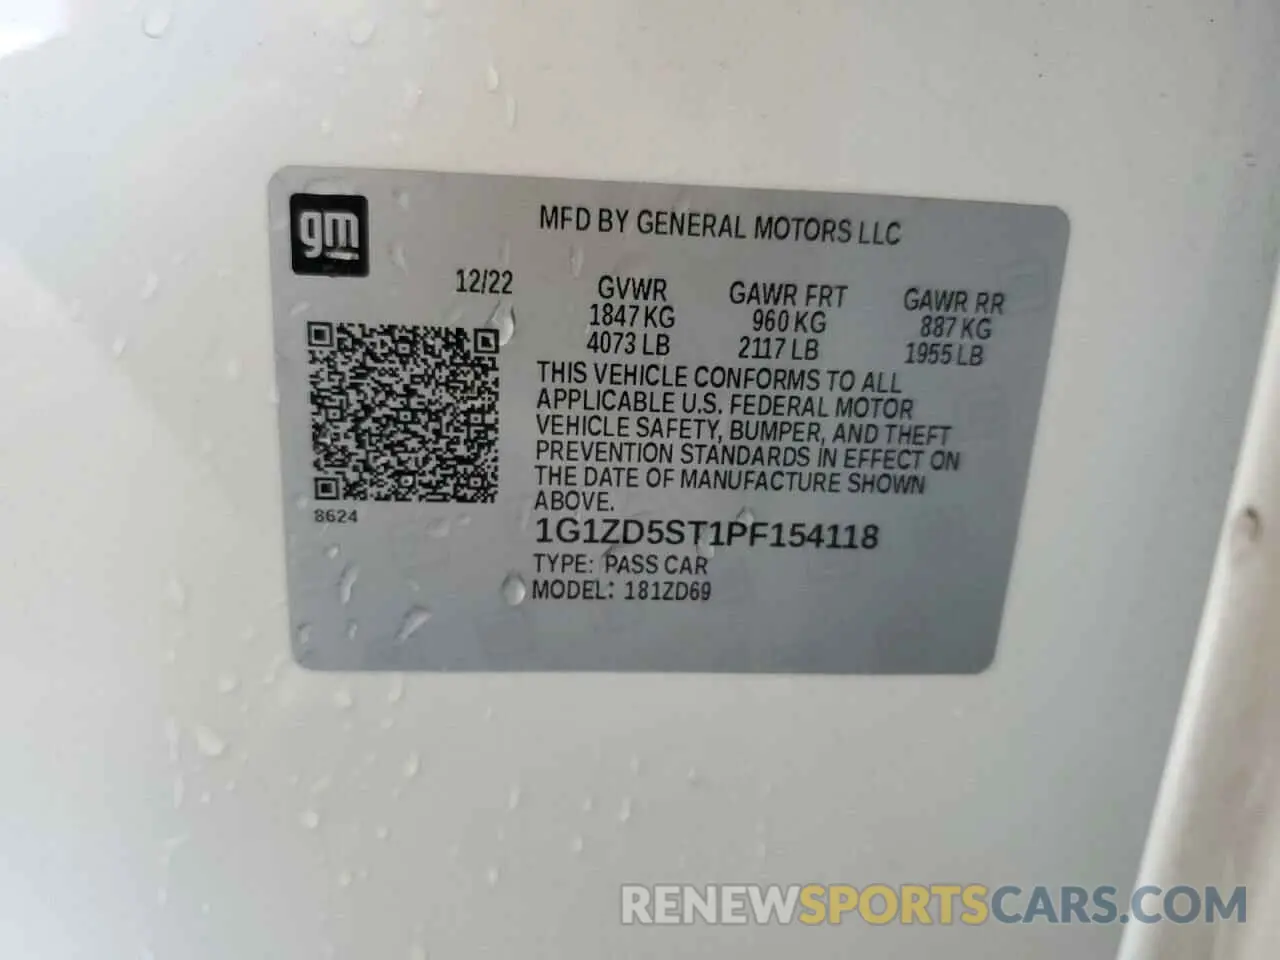 gm
MFD BY GENERAL MOTORS LLC
12/22 GVWR GAWR FRT GAWR RR
1847 KG 960 KG 887 KG
4073 LB 2117 LB 1955 LB
THIS VEHICLE CONFORMS TO ALL
APPLICABLE U.S. FEDERAL MOTOR
VEHICLE SAFETY, BUMPER, AND THEFT
PREVENTION STANDARDS IN EFFECT ON
THE DATE OF MANUFACTURE SHOWN
ABOVE.
8624
1G1ZD5ST1PF154118
TYPE: PASS CAR
MODEL: 181ZD69
RENEWSPORTSCARS.COM